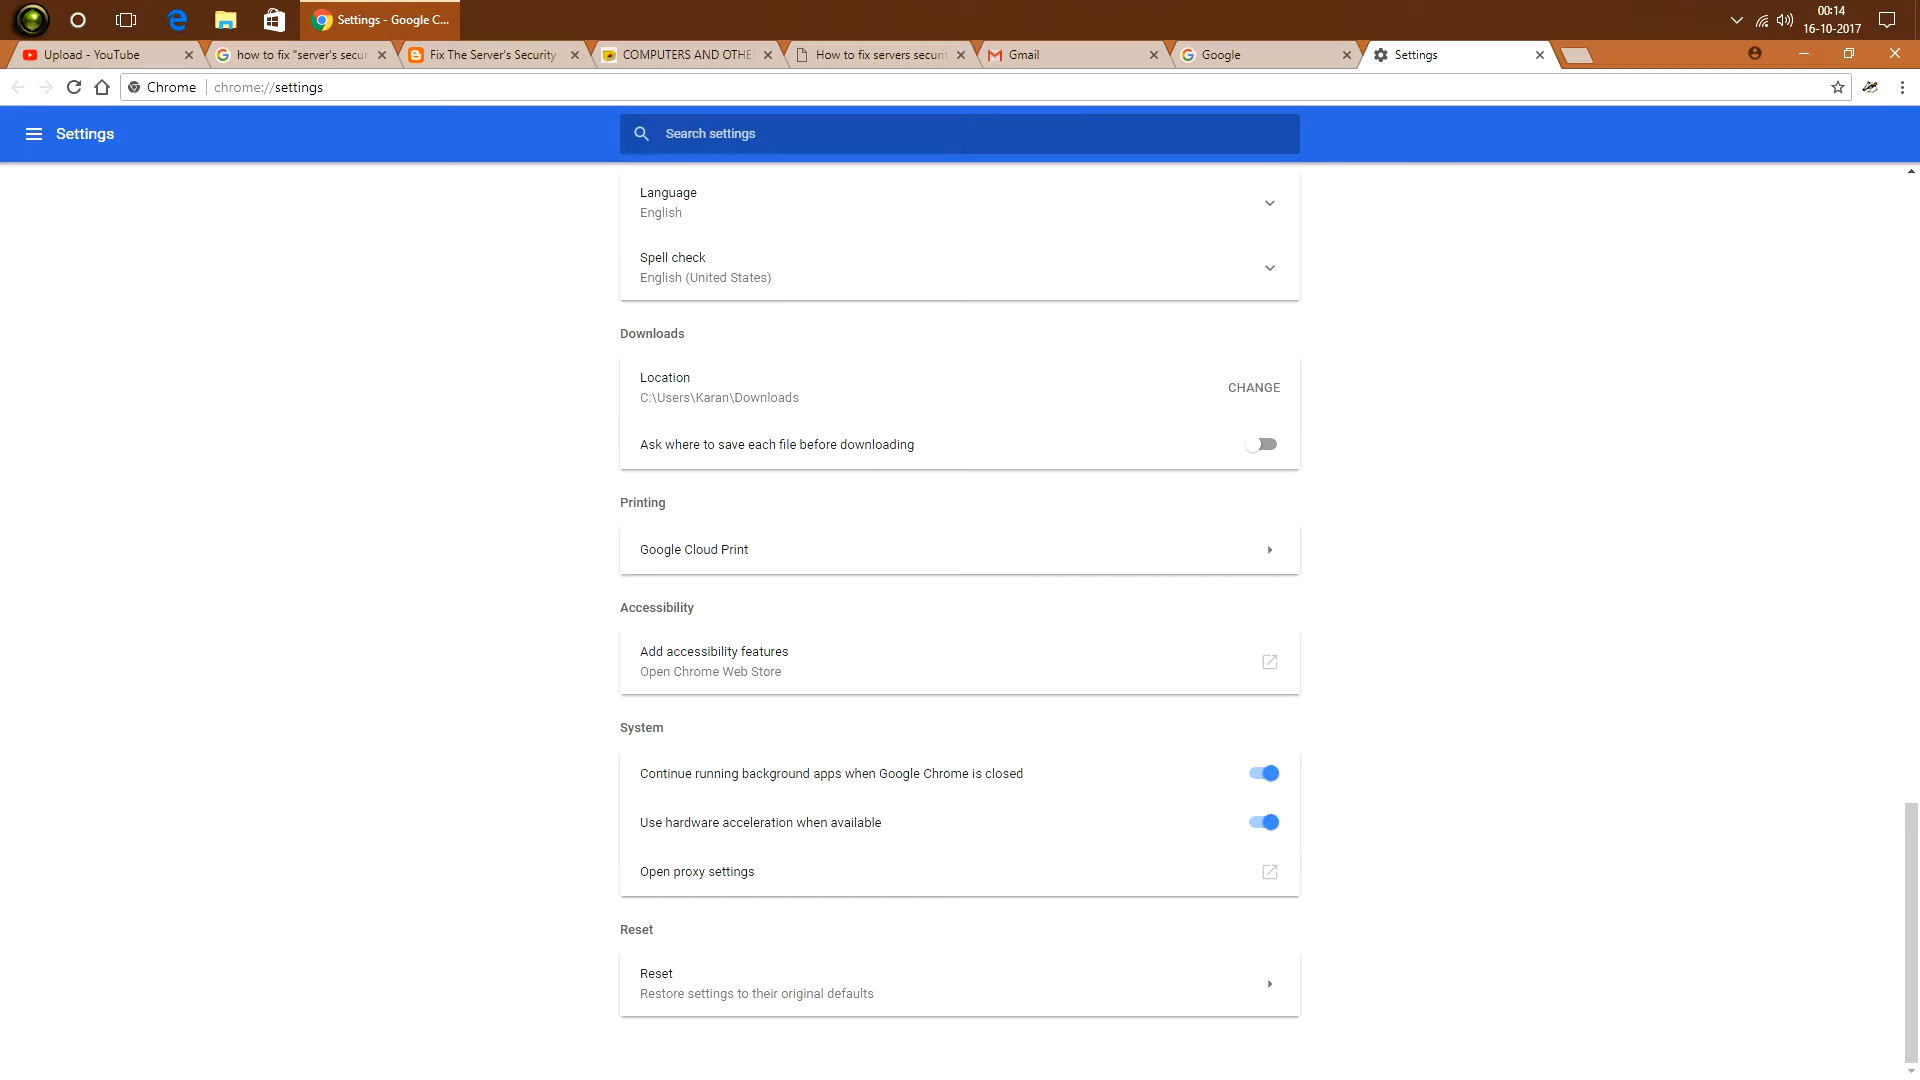 Settings - Google C...
00:14
16-10-2017
Upload - YouTube
how to fix "server's secur
Fix The Server's Security
COMPUTERS AND OTHE
How to fix servers securit
Gmail
Google
Settings
Chrome
chrome://settings
Settings
Search settings
Language
English
Spell check
English (United States)
Downloads
Location
C:\Users\Karan\Downloads
CHANGE
Ask where to save each file before downloading
Printing
Google Cloud Print
Accessibility
Add accessibility features
Open Chrome Web Store
System
Continue running background apps when Google Chrome is closed
Use hardware acceleration when available
Open proxy settings
Reset
Reset
Restore settings to their original defaults